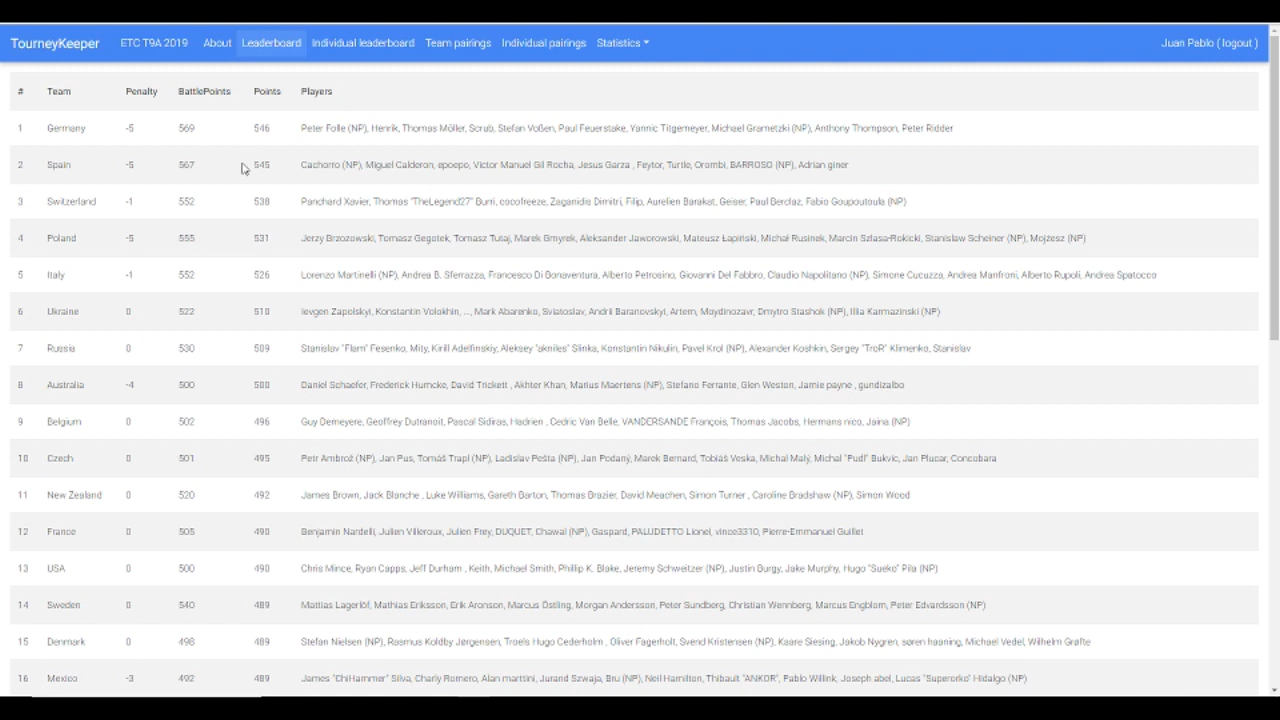 TourneyKeeper ETC T9A 2019 About Leaderboard Individual leaderboard Team pairings Individual pairings Statistics Juan Pablo ( logout )
# Team Penalty BattlePoints Points Players
1 Germany -5 569 546 Peter Folle (NP), Henrik, Thomas Möller, Scrub, Stefan Voßen, Paul Feuerstake, Yannic Titgemeyer, Michael Grametzki (NP), Anthony Thompson, Peter Ridder
2 Spain -5 567 545 Cachorro (NP), Miguel Calderon, epoepo, Victor Manuel Gil Rocha, Jesus Garza , Feytor, Turtle, Orombi, BARROSO (NP), Adrian giner
3 Switzerland -1 552 538 Panchard Xavier, Thomas "TheLegend27" Burri, cocofreeze, Zaganidis Dimitri, Filip, Aurelien Barakat, Geiser, Paul Berclaz, Fabio Goupoutoula (NP)
4 Poland -5 555 531 Jerzy Brzozowski, Tomasz Gegotek, Tomasz Tutaj, Marek Gmyrek, Aleksander Jaworowski, Mateusz Łapiński, Michał Rusinek, Marcin Szlasa-Rokicki, Stanislaw Scheiner (NP), Mojżesz (NP)
5 Italy -1 552 526 Lorenzo Martinelli (NP), Andrea B. Sferrazza, Francesco Di Bonaventura, Alberto Petrosino, Giovanni Del Fabbro, Claudio Napolitano (NP), Simone Cucuzza, Andrea Manfroni, Alberto Rupoli, Andrea Spatocco
6 Ukraine 0 522 510 Ievgen Zapolskyi, Konstantin Volokhin, ..., Mark Abarenko, Sviatoslav, Andrii Baranovskyi, Artem, Moydinozavr, Dmytro Stashok (NP), Illia Karmazinski (NP)
7 Russia 0 530 509 Stanislav "Flam" Fesenko, Mity, Kirill Adelfinskiy, Aleksey "akniles" Slinka, Konstantin Nikulin, Pavel Krol (NP), Alexander Koshkin, Sergey "TroR" Klimenko, Stanislav
8 Australia -4 500 500 Daniel Schaefer, Frederick Humcke, David Trickett , Akhter Khan, Marius Maertens (NP), Stefano Ferrante, Glen Weston, Jamie payne , gundizalbo
9 Belgium 0 502 496 Guy Demeyere, Geoffrey Dutranoit, Pascal Sidiras, Hadrien , Cedric Van Belle, VANDERSANDE François, Thomas Jacobs, Hermans nico, Jaina (NP)
10 Czech 0 501 495 Petr Ambrož (NP), Jan Pus, Tomáš Trapl (NP), Ladislav Pešta (NP), Jan Podaný, Marek Bernard, Tobiáš Veska, Michal Malý, Michal "Pudl" Bukvic, Jan Plucar, Concobara
11 New Zealand 0 520 492 James Brown, Jack Blanche , Luke Williams, Gareth Barton, Thomas Brazier, David Meachen, Simon Turner , Caroline Bradshaw (NP), Simon Wood
12 France 0 505 490 Benjamin Nardelli, Julien Villeroux, Julien Frey, DUQUET, Chawal (NP), Gaspard, PALUDETTO Lionel, vince3310, Pierre-Emmanuel Guillet
13 USA 0 500 490 Chris Mince, Ryan Capps, Jeff Durham , Keith, Michael Smith, Phillip K. Blake, Jeremy Schweitzer (NP), Justin Burgy, Jake Murphy, Hugo "Sueko" Pila (NP)
14 Sweden 0 540 489 Mattias Lagerlöf, Mathias Eriksson, Erik Aronson, Marcus Östling, Morgan Andersson, Peter Sundberg, Christian Wennberg, Marcus Engblom, Peter Edvardsson (NP)
15 Denmark 0 498 489 Stefan Nielsen (NP), Rasmus Koldby Jørgensen, Troels Hugo Cederholm , Oliver Fagerholt, Svend Kristensen (NP), Kaare Siesing, Jakob Nygren, søren haaning, Michael Vedel, Wilhelm Grøfte
16 Mexico -3 492 489 James "ChiHammer" Silva, Charly Romero, Alan marttini, Jurand Szwaja, Bru (NP), Neil Hamilton, Thibault "ANKOR", Pablo Willink, Joseph abel, Lucas "Superorko" Hidalgo (NP)